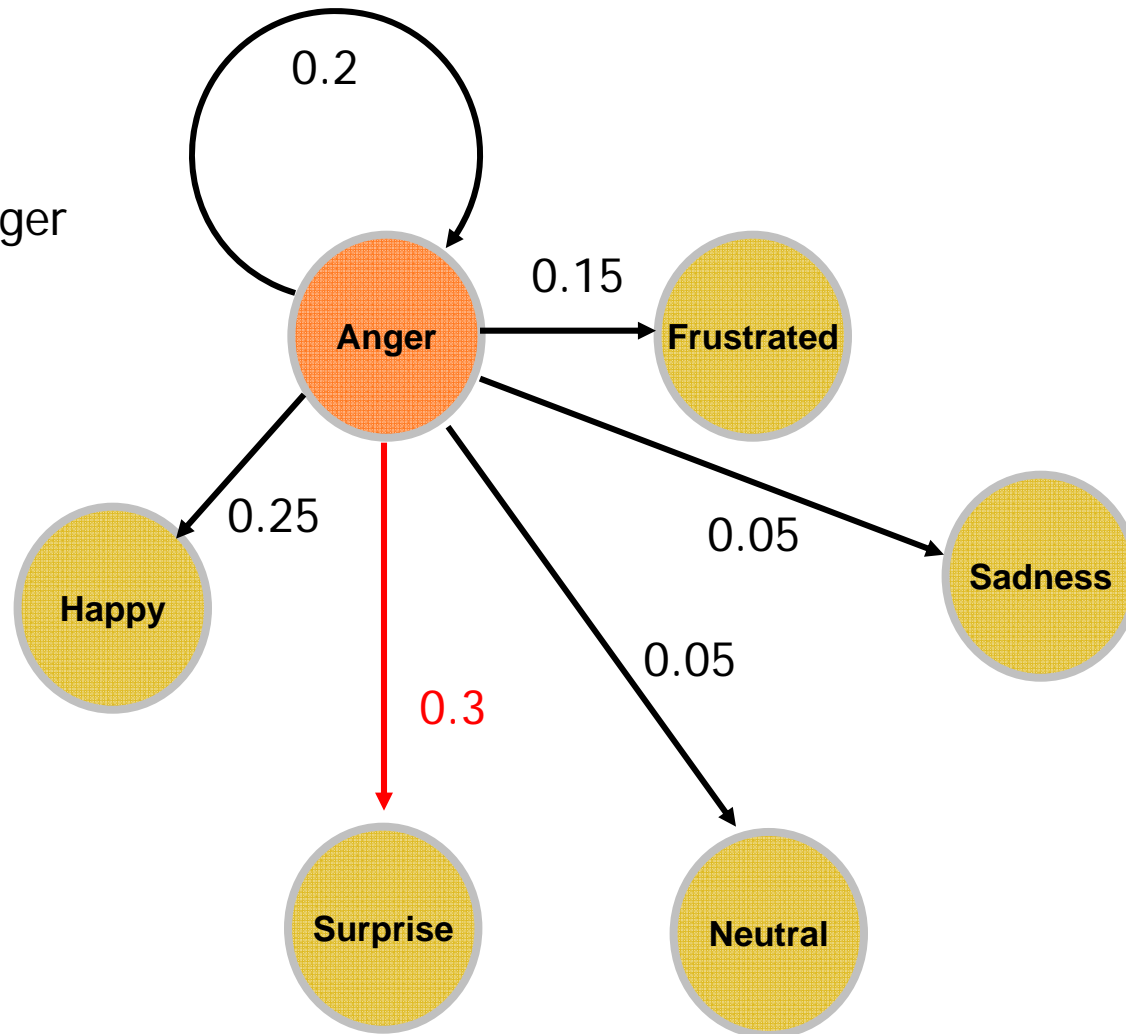 0.2
ger
0.15
Anger
Frustrated
0.25
0.05
Sadness
Happy
0.05
0.3
Surprise
Neutral